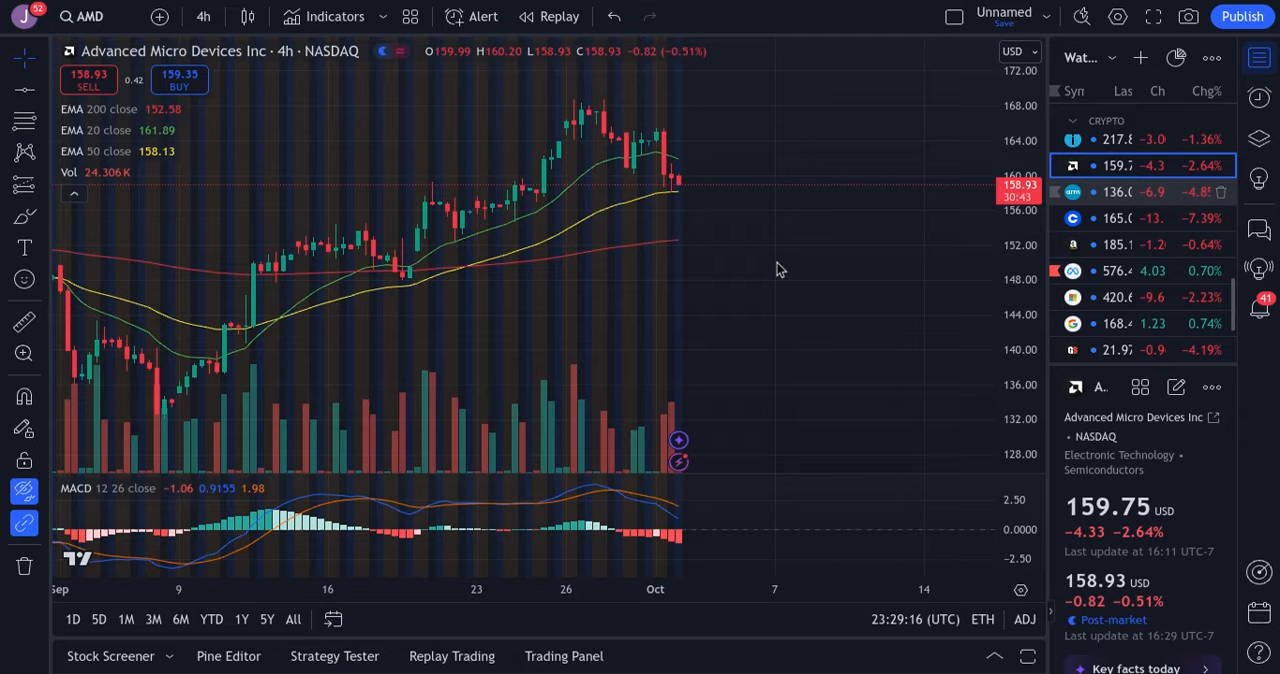 J 52 AMD 4h Indicators Alert Replay Unnamed Save Publish
Advanced Micro Devices Inc · 4h · NASDAQ O159.99 H160.20 L158.93 C158.93 −0.82 (−0.51%)
USD
158.93 SELL 0.42 159.35 BUY
EMA 200 close 152.58
EMA 20 close 161.89
EMA 50 close 158.13
Vol 24.306K
172.00
168.00
164.00
160.00
158.93
30:43
156.00
152.00
148.00
144.00
140.00
136.00
132.00
128.00
MACD 12 26 close −1.06 0.9155 1.98
2.50
0.0000
−2.50
Sep 9 16 23 26 Oct 7 14
1D 5D 1M 3M 6M YTD 1Y 5Y All 23:29:16 (UTC) ETH ADJ
Stock Screener Pine Editor Strategy Tester Replay Trading Trading Panel
Wat...
Syn Las Ch Chg%
CRYPTO
217.8 −3.0 −1.36%
159.7 −4.3 −2.64%
arm 136.0 −6.9 −4.8
165.0 −13. −7.39%
185.1 −1.2 −0.64%
576.4 4.03 0.70%
420.6 −9.6 −2.23%
168.4 1.23 0.74%
21.97 −0.9 −4.19%
41
A..
Advanced Micro Devices Inc
• NASDAQ
Electronic Technology •
Semiconductors
159.75 USD
−4.33 −2.64%
Last update at 16:11 UTC-7
158.93 USD
−0.82 −0.51%
Post-market
Last update at 16:29 UTC-7
Key facts today